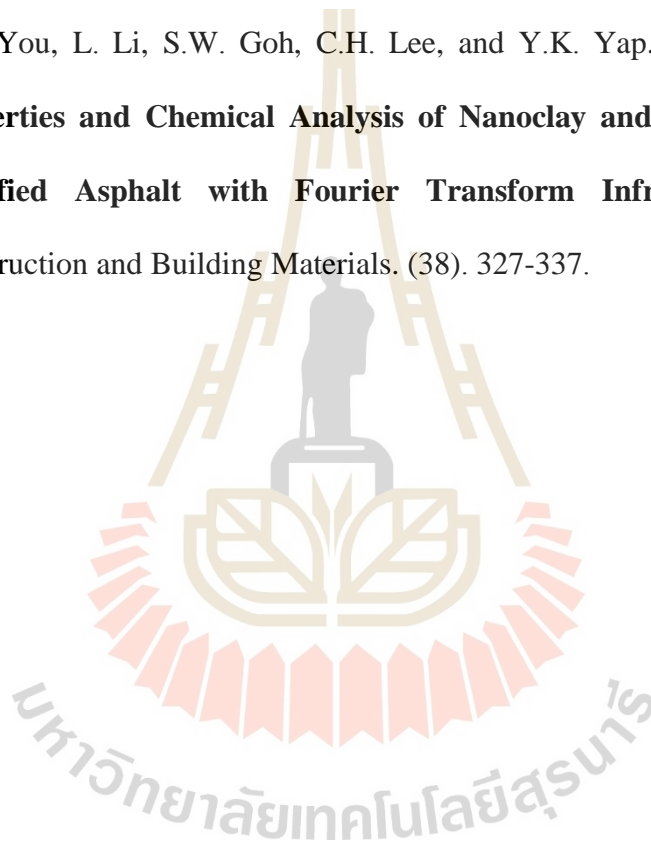 You, L. Li, S.W. Goh, C.H. Lee, and Y.K. Yap.
erties and Chemical Analysis of Nanoclay and
fied Asphalt with Fourier Transform Infr
ruction and Building Materials. (38). 327-337.
มหาวิทยาลัยเทคโนโลยีสุรนารี